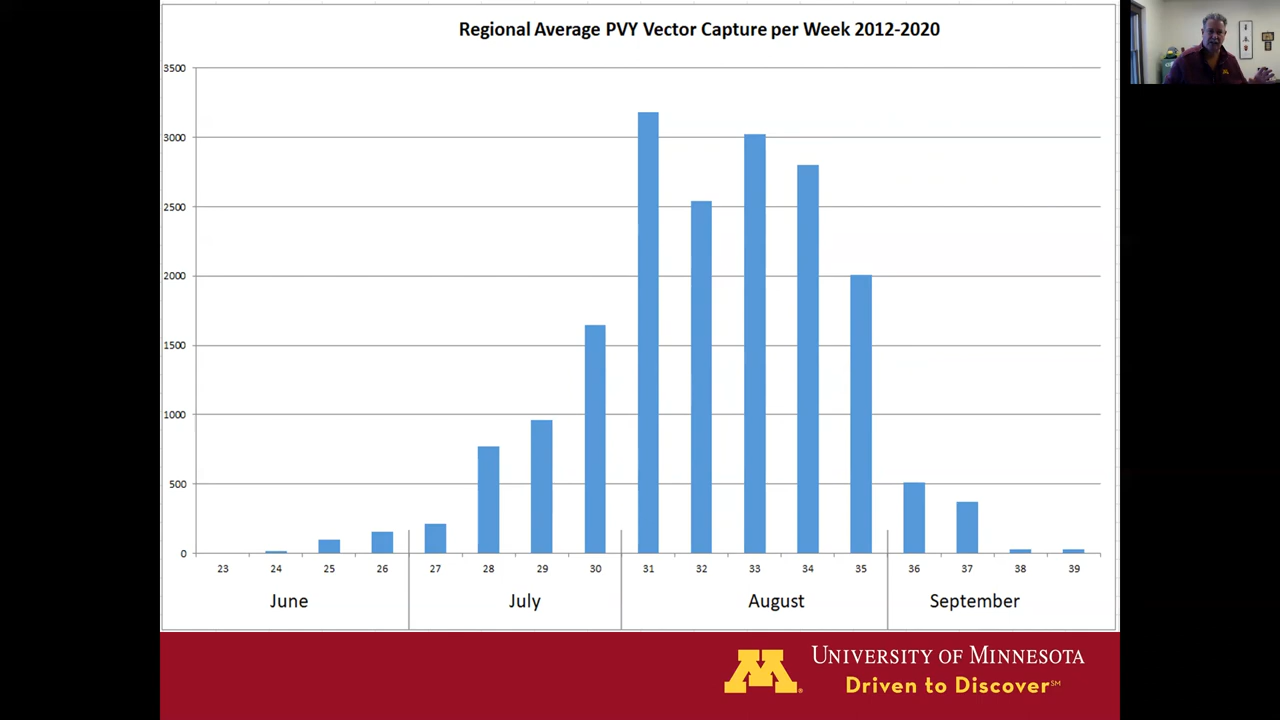 Regional Average PVY Vector Capture per Week 2012-2020
3500
3000
2500
2000
1500
1000
500
0
23 24 25 26 27 28 29 30 31 32 33 34 35 36 37 38 39
June July August September
UNIVERSITY OF MINNESOTA
Driven to Discover℠